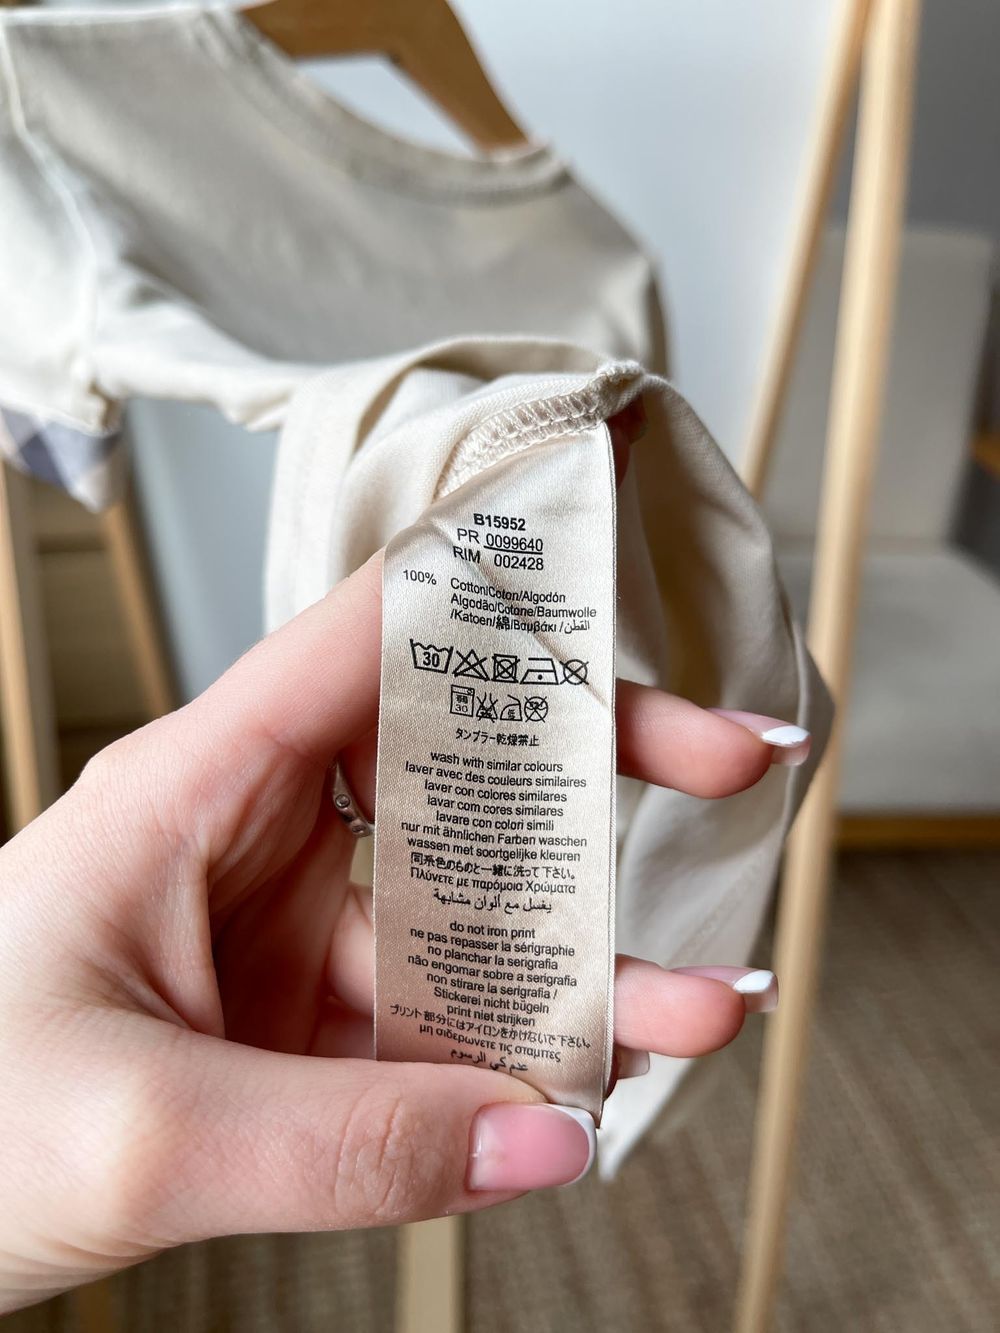 B15952
PR 0099640
RIM 002428
100% Cotton/Coton/Algodón
Algodão/Cotone/Baumwolle
/Katoen/綿/Βαμβάκι /القطن
30
30
タンブラー乾燥禁止
wash with similar colours
laver avec des couleurs similaires
laver con colores similares
lavar com cores similares
lavare con colori simili
nur mit ähnlichen Farben waschen
wassen met soortgelijke kleuren
同系色のものと一緒に洗って下さい。
Πλύνετε με παρόμοια Χρώματα
يغسل مع ألوان مشابهة
do not iron print
ne pas repasser la sérigraphie
no planchar la serigrafia
não engomar sobre a serigrafia
non stirare la serigrafia /
Stickerei nicht bügeln
print niet strijken
プリント部分にはアイロンをかけないで下さい。
μη σιδερωνετε τις σταμπες
عدم كي الرسوم